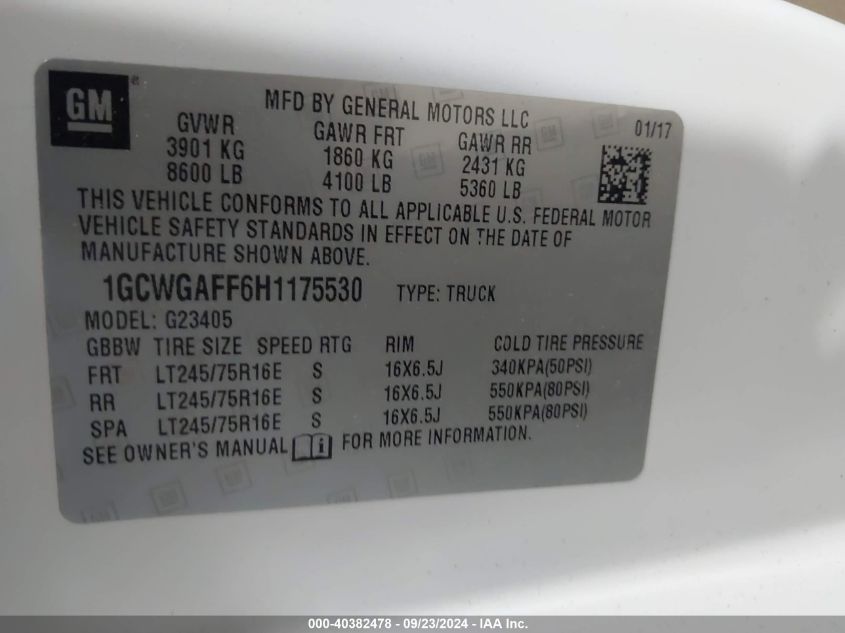 GM
MFD BY GENERAL MOTORS LLC
01/17
GVWR GAWR FRT GAWR RR
3901 KG 1860 KG 2431 KG
8600 LB 4100 LB 5360 LB
THIS VEHICLE CONFORMS TO ALL APPLICABLE U.S. FEDERAL MOTOR
VEHICLE SAFETY STANDARDS IN EFFECT ON THE DATE OF
MANUFACTURE SHOWN ABOVE.
1GCWGAFF6H1175530 TYPE: TRUCK
MODEL: G23405
GBBW TIRE SIZE SPEED RTG RIM COLD TIRE PRESSURE
FRT LT245/75R16E S 16X6.5J 340KPA(50PSI)
RR LT245/75R16E S 16X6.5J 550KPA(80PSI)
SPA LT245/75R16E S 16X6.5J 550KPA(80PSI)
SEE OWNER'S MANUAL FOR MORE INFORMATION.
000-40382478 - 09/23/2024 - IAA Inc.